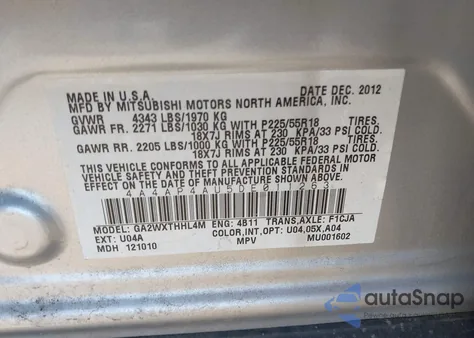 MADE IN U.S.A. DATE DEC. 2012
MFD BY MITSUBISHI MOTORS NORTH AMERICA, INC.
GVWR 4343 LBS/1970 KG
GAWR FR. 2271 LBS/1030 KG WITH P225/55R18 TIRES,
18X7J RIMS AT 230 KPA/33 PSI COLD.
GAWR RR. 2205 LBS/1000 KG WITH P225/55R18 TIRES,
18X7J RIMS AT 230 KPA/33 PSI COLD.
THIS VEHICLE CONFORMS TO ALL APPLICABLE FEDERAL MOTOR
VEHICLE SAFETY AND THEFT PREVENTION STANDARDS IN
EFFECT ON THE DATE OF MANUFACTURE SHOWN ABOVE.
4A4AP4AU5DE011263
MODEL: GA2WXTHHL4M ENG: 4B11 TRANS,AXLE: F1CJA
EXT: U04A COLOR,INT,OPT: U04,05X,A04
MDH 121010 MPV MU001602
autoSnap